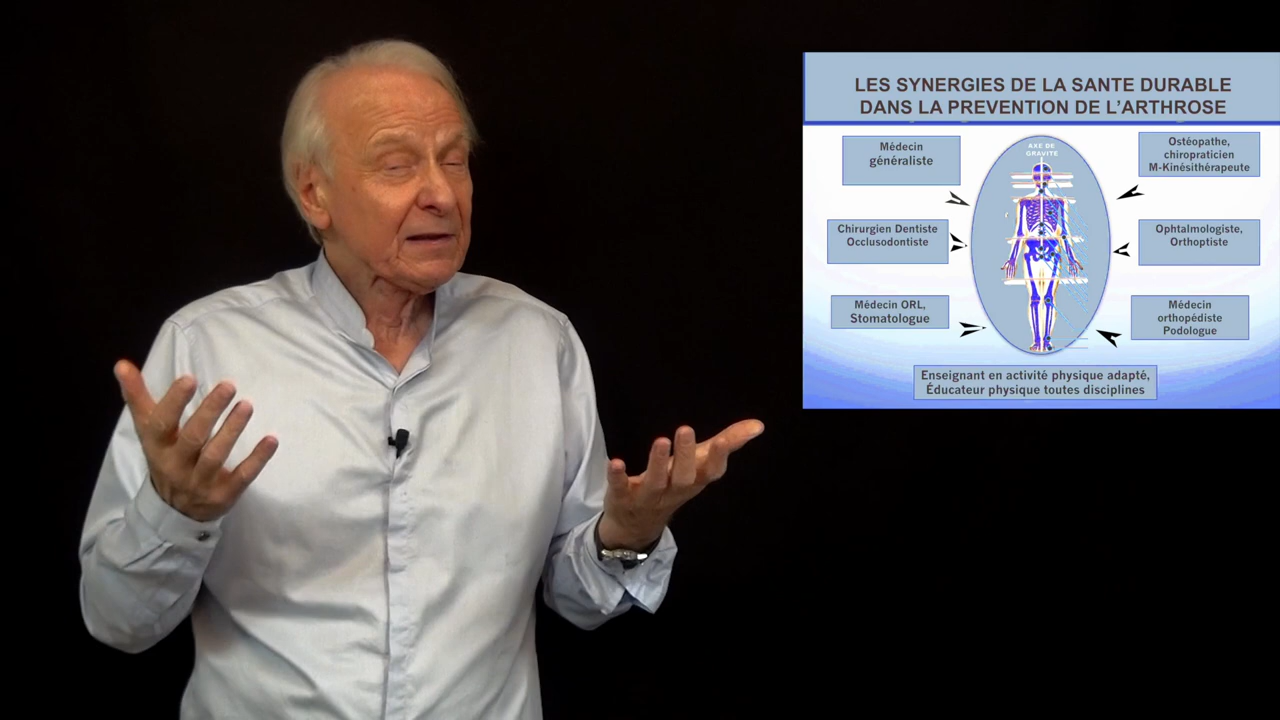 LES SYNERGIES DE LA SANTE DURABLE
DANS LA PREVENTION DE L'ARTHROSE
Médecin
généraliste
AXE DE
GRAVITE
Ostéopathe,
chiropraticien
M-Kinésithérapeute
Chirurgien Dentiste
Occlusodontiste
Ophtalmologiste,
Orthoptiste
Médecin ORL,
Stomatologue
Médecin
orthopédiste
Podologue
Enseignant en activité physique adapté,
Éducateur physique toutes disciplines